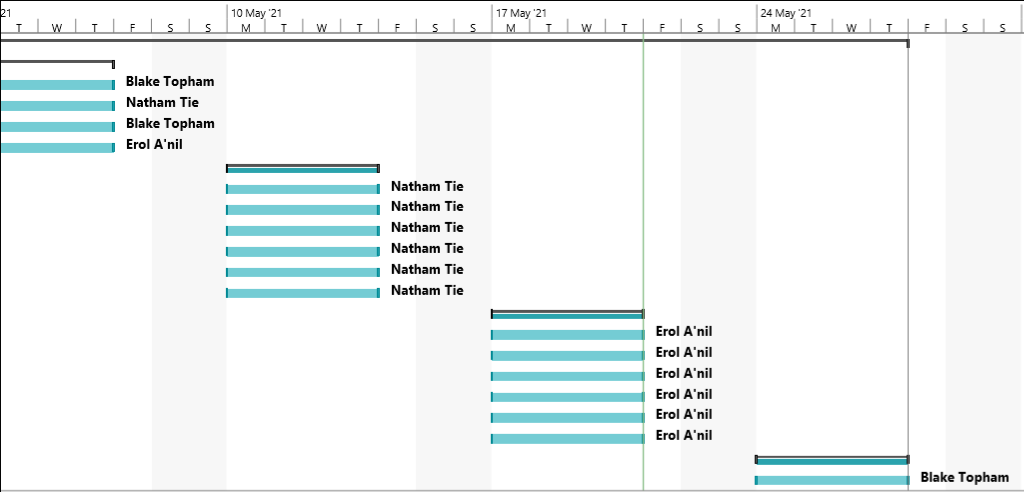 21 10 May '21 17 May '21 24 May '21
T W T F S S M T W T F S S M T W T F S S M T W T F S S
Blake Topham
Natham Tie
Blake Topham
Erol A'nil
Natham Tie
Natham Tie
Natham Tie
Natham Tie
Natham Tie
Natham Tie
Erol A'nil
Erol A'nil
Erol A'nil
Erol A'nil
Erol A'nil
Erol A'nil
Blake Topham